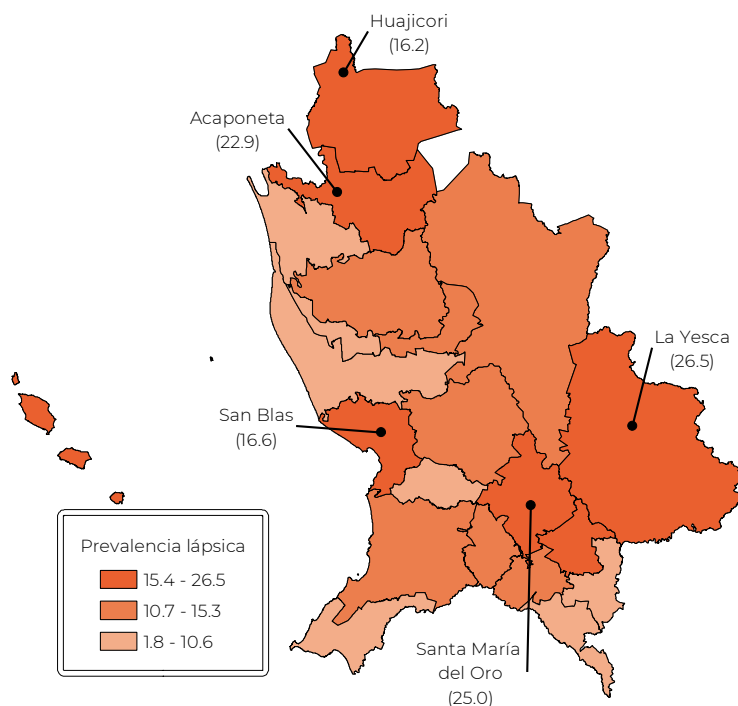 Huajicori
(16.2)
Acaponeta
(22.9)
La Yesca
(26.5)
San Blas
(16.6)
Prevalencia lápsica
15.4 - 26.5
10.7 - 15.3
1.8 - 10.6
Santa María
del Oro
(25.0)